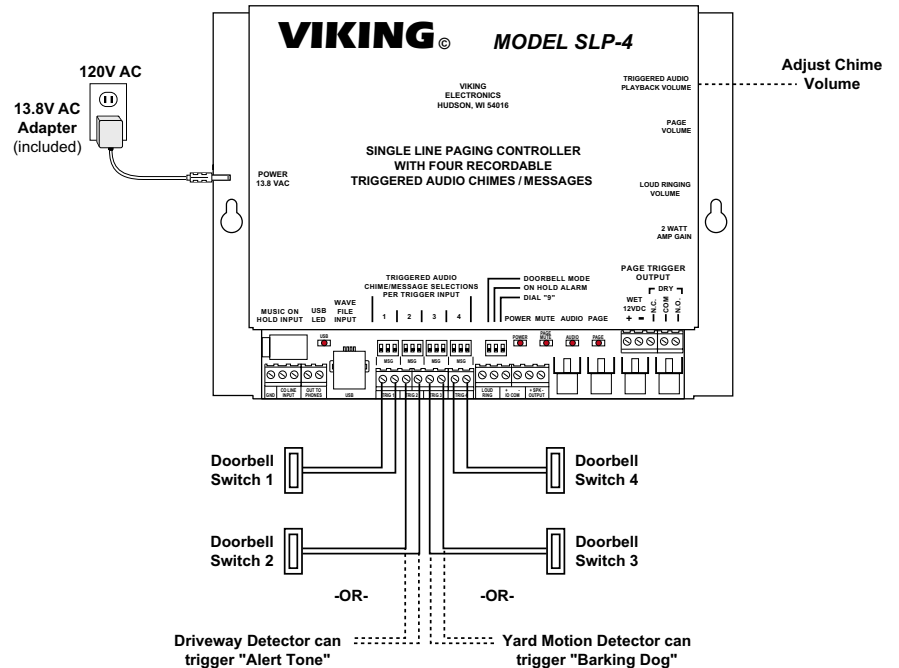 VIKING©
MODEL SLP-4
120V AC
13.8V AC
Adapter
(included)
VIKING
ELECTRONICS
HUDSON, WI 54016
TRIGGERED AUDIO
PLAYBACK VOLUME
Adjust Chime
Volume
PAGE
VOLUME
SINGLE LINE PAGING CONTROLLER
WITH FOUR RECORDABLE
TRIGGERED AUDIO CHIMES / MESSAGES
POWER
13.8 VAC
LOUD RINGING
VOLUME
2 WATT
AMP GAIN
PAGE TRIGGER
OUTPUT
DRY
WET
12VDC
+ -
N.C.
COM
N.O.
TRIGGERED AUDIO
CHIME/MESSAGE SELECTIONS
PER TRIGGER INPUT
1 2 3 4
DOORBELL MODE
ON HOLD ALARM
DIAL "9"
MUSIC ON
HOLD INPUT
USB
LED
WAVE
FILE
INPUT
POWER MUTE AUDIO PAGE
USB
POWER
PAGE
MUTE
AUDIO
PAGE
MSG MSG MSG MSG
GND
CO LINE
INPUT
OUT TO
PHONES
USB
TRIG 1 TRIG 2 TRIG 3 TRIG 4
LOUD
RING
+ -
IO COM
+ SPK -
OUTPUT
Doorbell
Switch 1
Doorbell
Switch 4
Doorbell
Switch 2
Doorbell
Switch 3
-OR-
-OR-
Driveway Detector can
trigger "Alert Tone"
Yard Motion Detector can
trigger "Barking Dog"